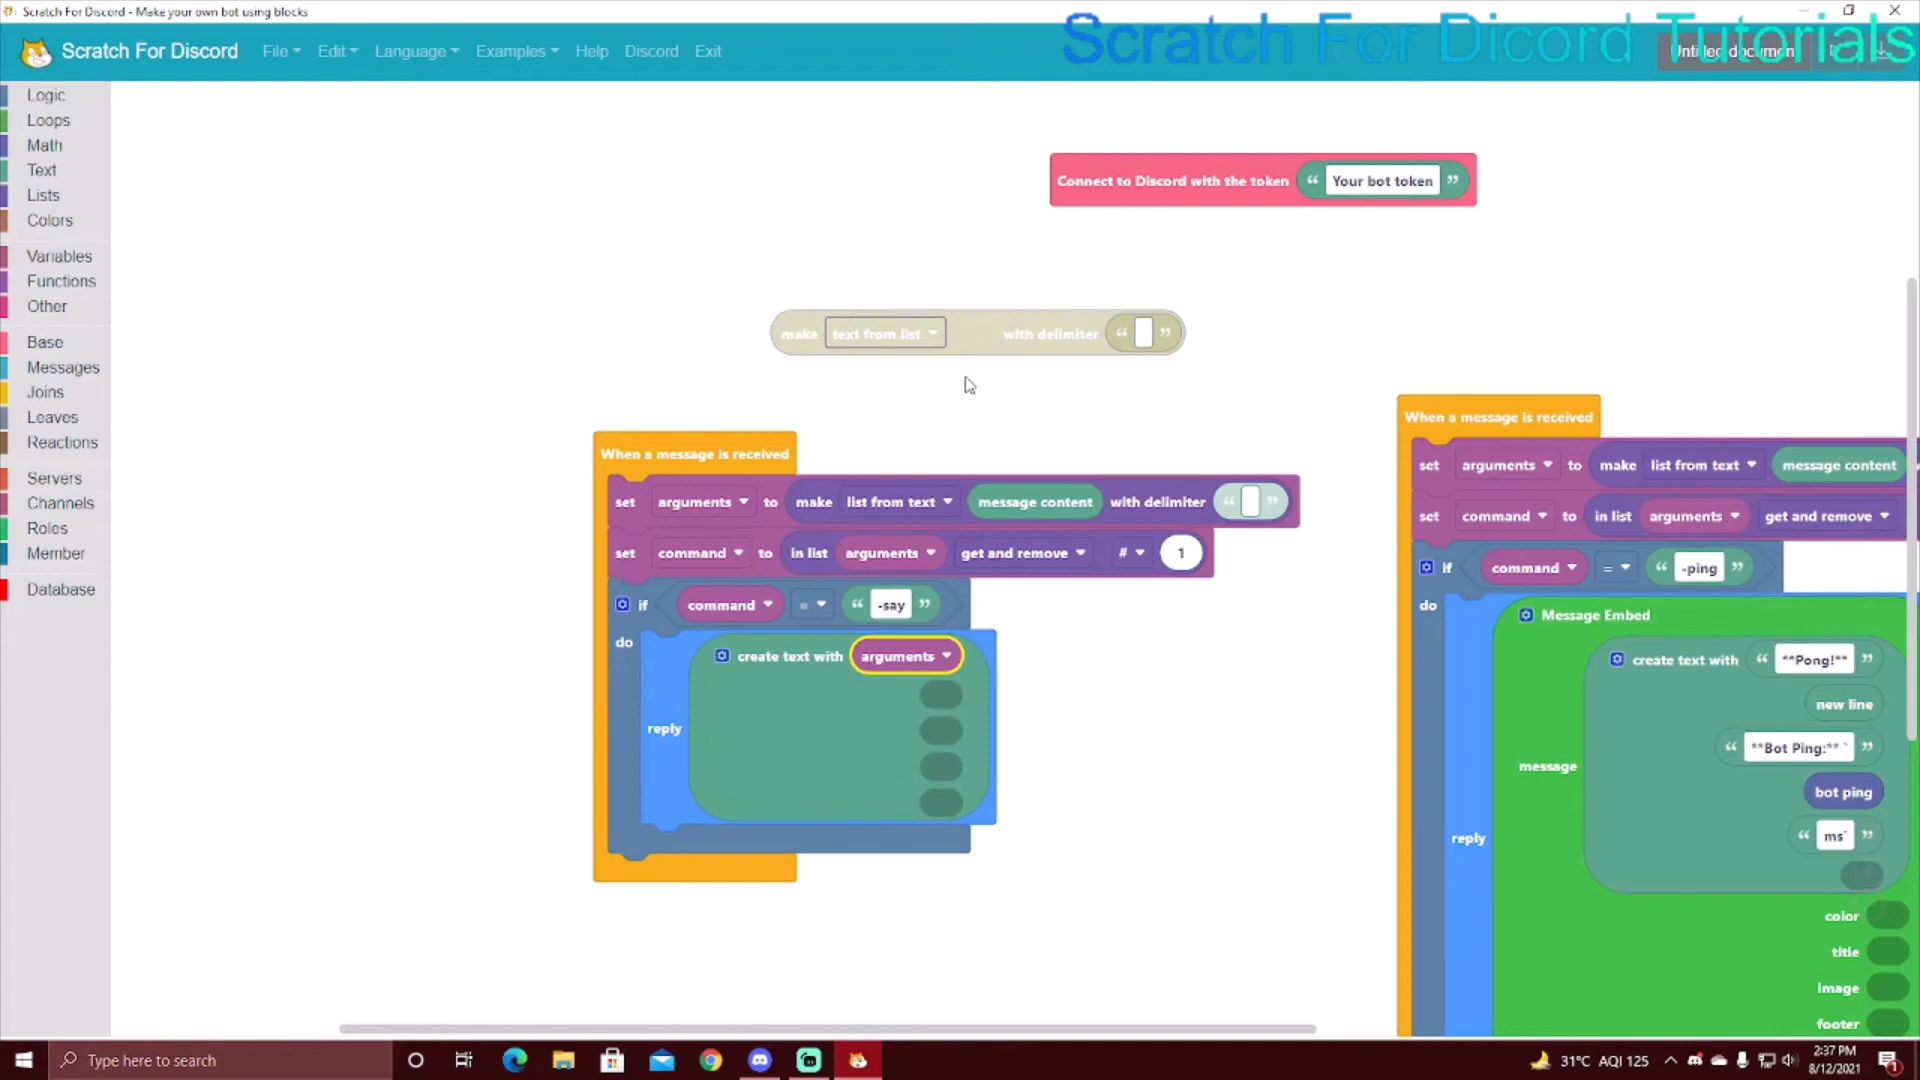 Scratch For Discord - Make your own bot using blocks
Scratch For Discord
File
Edit
Language
Examples
Help
Discord
Exit
Untitled document
Scratch For Dicord Tutorials
Logic
Loops
Math
Text
Lists
Colors
Variables
Functions
Other
Base
Messages
Joins
Leaves
Reactions
Servers
Channels
Roles
Member
Database
Connect to Discord with the token “ Your bot token ”
make text from list with delimiter “ ”
When a message is received
set arguments to make list from text message content with delimiter “ ”
set command to in list arguments get and remove # 1
if command = “ -say ”
do
create text with arguments
reply
When a message is received
set arguments to make list from text message content
set command to in list arguments get and remove
if command = “ -ping ”
do
Message Embed
create text with “ **Pong!** ”
new line
“ **Bot Ping:** ` ”
message
bot ping
“ ms` ”
reply
color
title
image
footer
Type here to search
31°C AQI 125
2:37 PM
8/12/2021
1